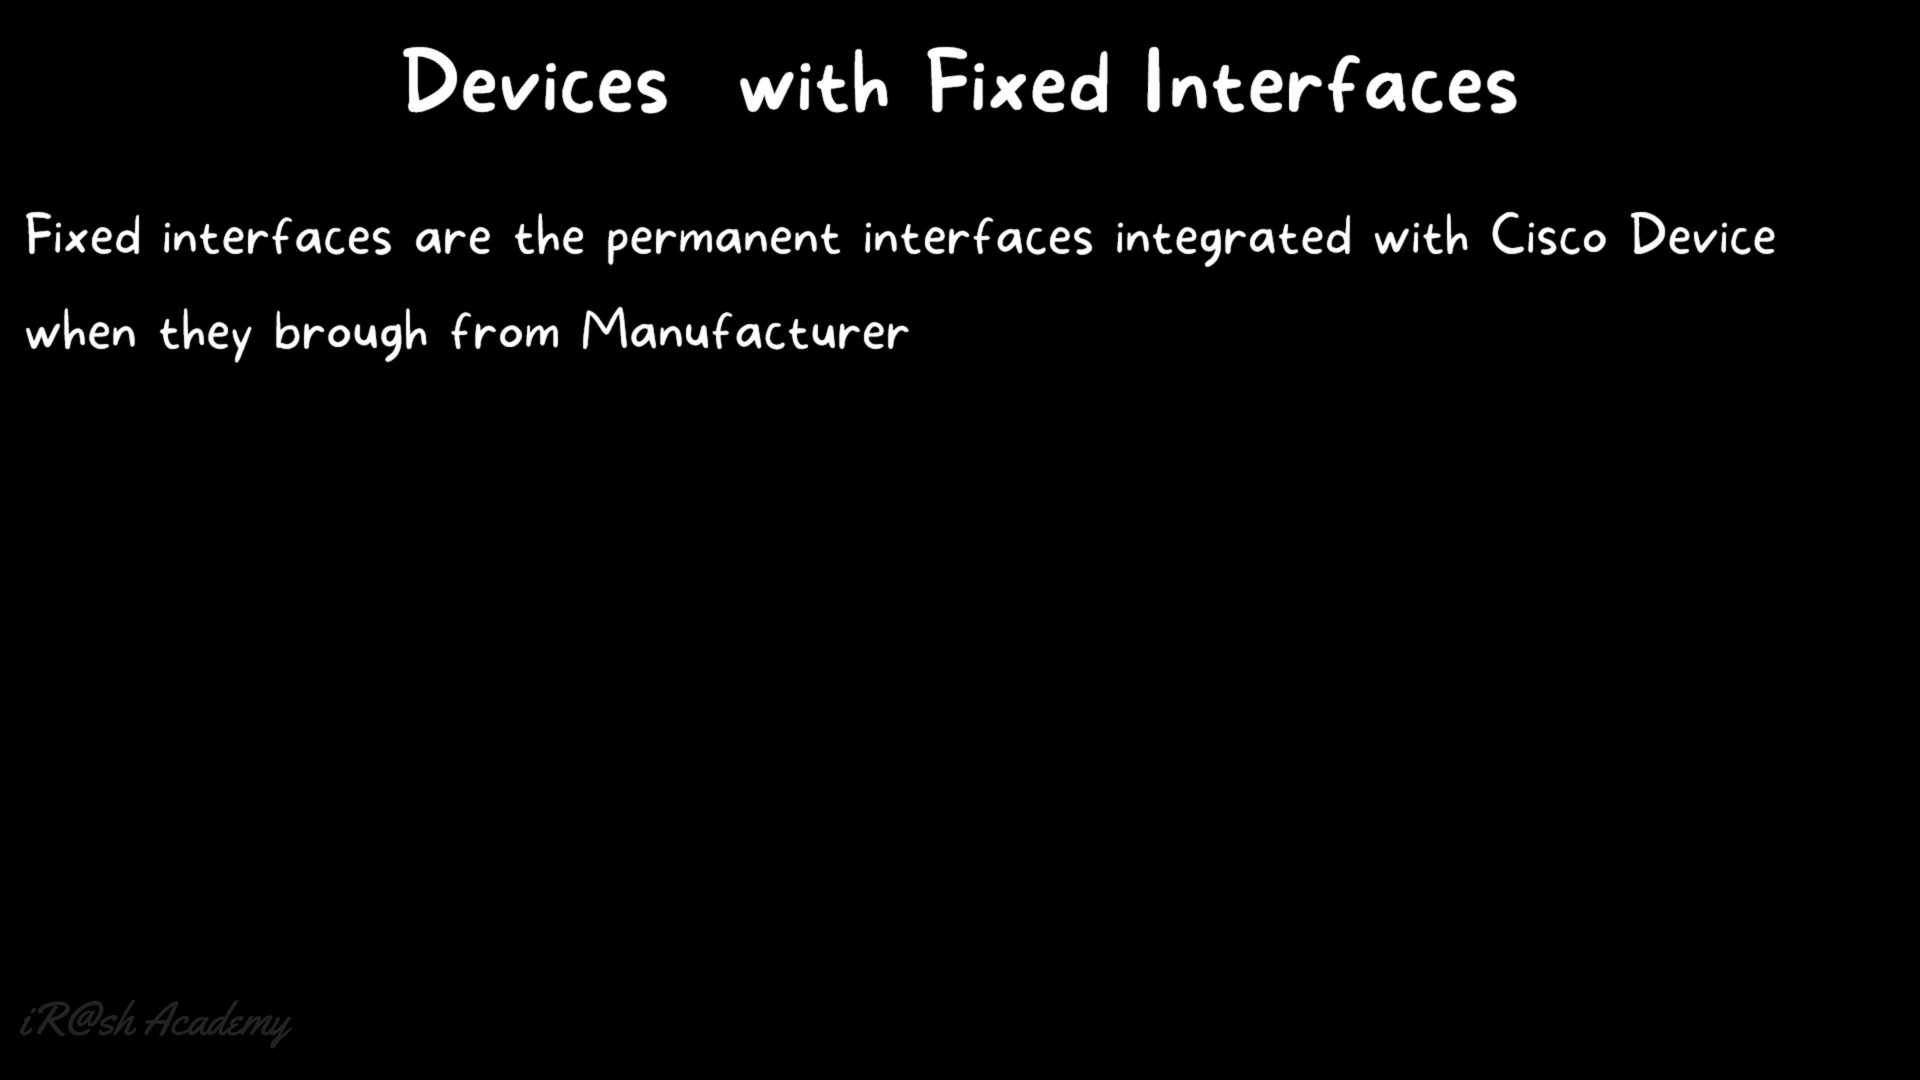 Devices with Fixed Interfaces
Fixed interfaces are the permanent interfaces integrated with Cisco Device
when they brough from Manufacturer
iR@sh Academy